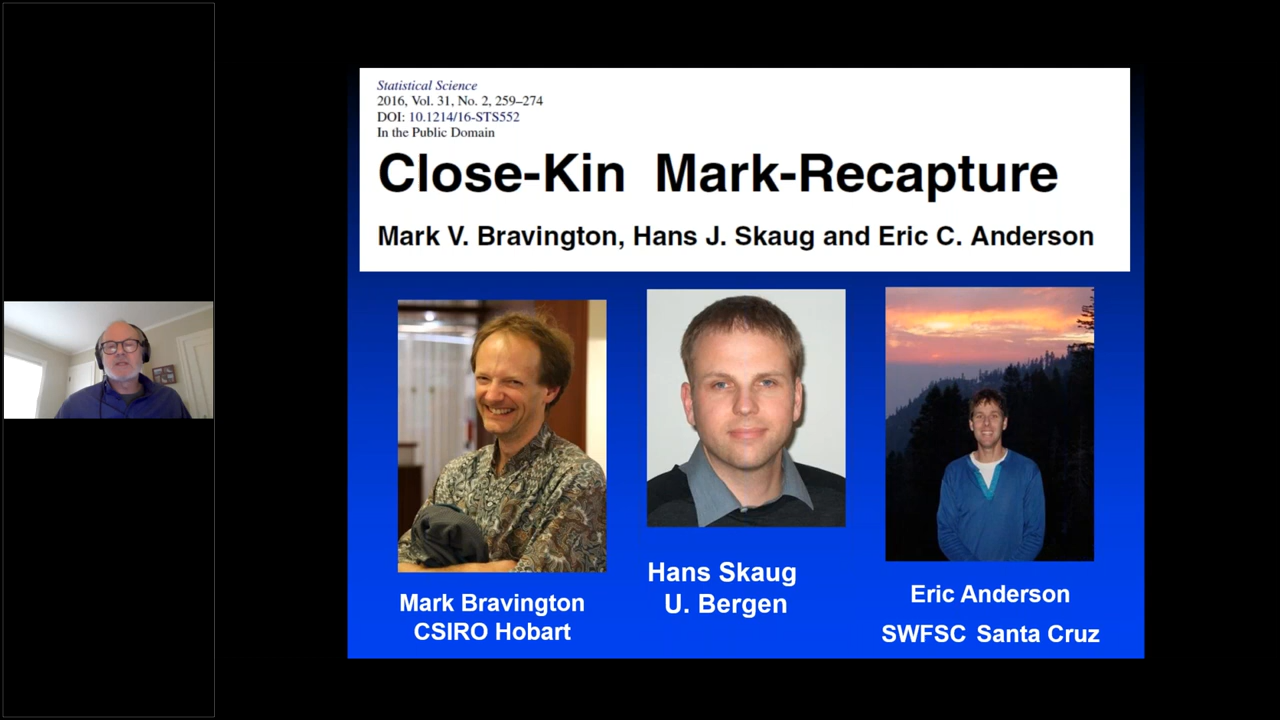 Statistical Science
2016, Vol. 31, No. 2, 259–274
DOI: 10.1214/16-STS552
In the Public Domain
Close-Kin Mark-Recapture
Mark V. Bravington, Hans J. Skaug and Eric C. Anderson
Mark Bravington
CSIRO Hobart
Hans Skaug
U. Bergen
Eric Anderson
SWFSC Santa Cruz